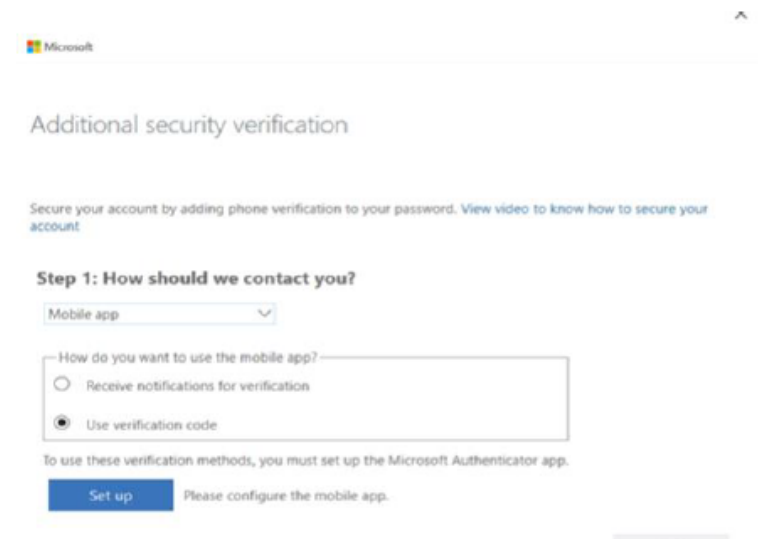 Microsoft
Additional security verification
Secure your account by adding phone verification to your password. View video to know how to secure your
account
Step 1: How should we contact you?
Mobile app
How do you want to use the mobile app?
Receive notifications for verification
Use verification code
To use these verification methods, you must set up the Microsoft Authenticator app.
Set up Please configure the mobile app.